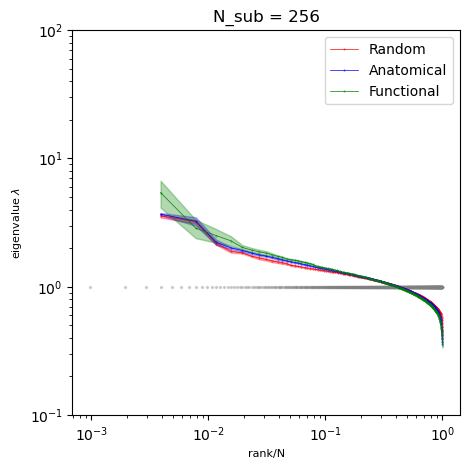 N_sub = 256
10²
10¹
10⁰
10⁻¹
eigenvalue λ
Random
Anatomical
Functional
10⁻³
10⁻²
10⁻¹
10⁰
rank/N